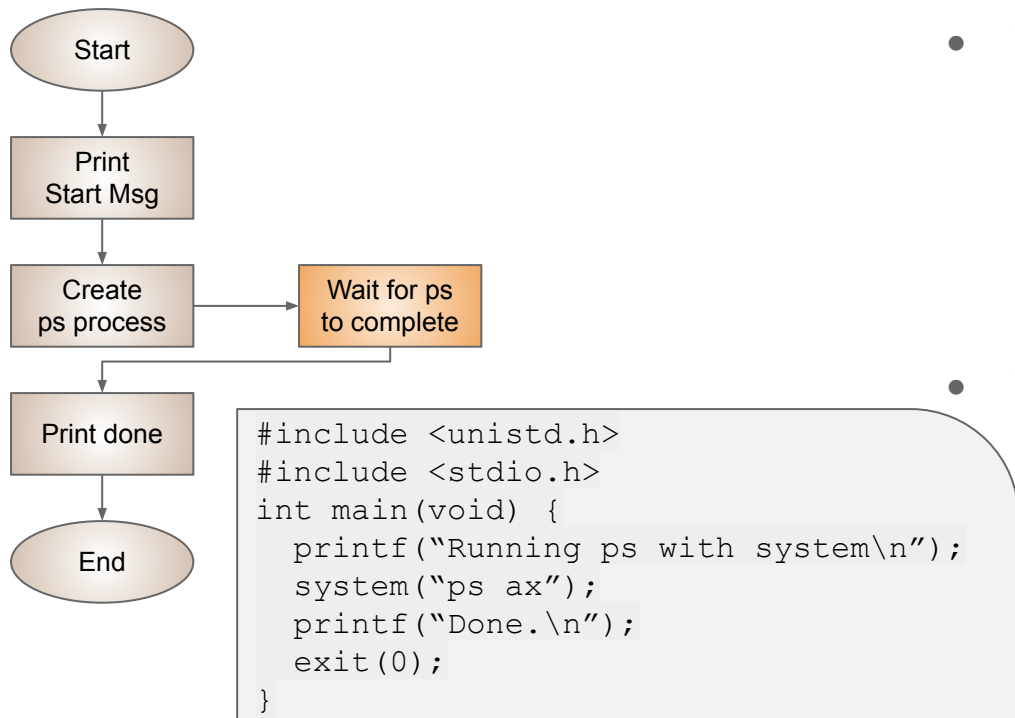 Start
Print
Start Msg
Create
ps process
Wait for ps
to complete
Print done
End
#include <unistd.h>
#include <stdio.h>
int main(void) {
  printf(“Running ps with system\n”);
  system(“ps ax”);
  printf(“Done.\n”);
  exit(0);
}